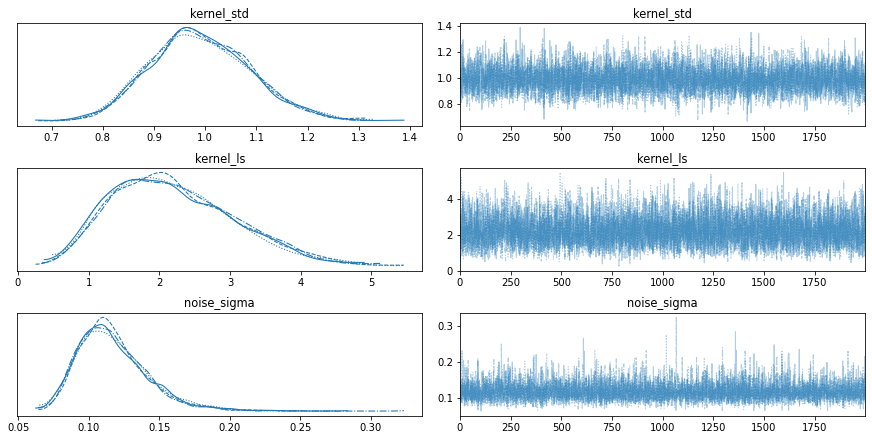 kernel_std kernel_std
1.4
1.2
1.0
0.8
0.7 0.8 0.9 1.0 1.1 1.2 1.3 1.4 0 250 500 750 1000 1250 1500 1750
kernel_ls kernel_ls
4
2
0
0 1 2 3 4 5 0 250 500 750 1000 1250 1500 1750
noise_sigma noise_sigma
0.3
0.2
0.1
0.05 0.10 0.15 0.20 0.25 0.30 0 250 500 750 1000 1250 1500 1750